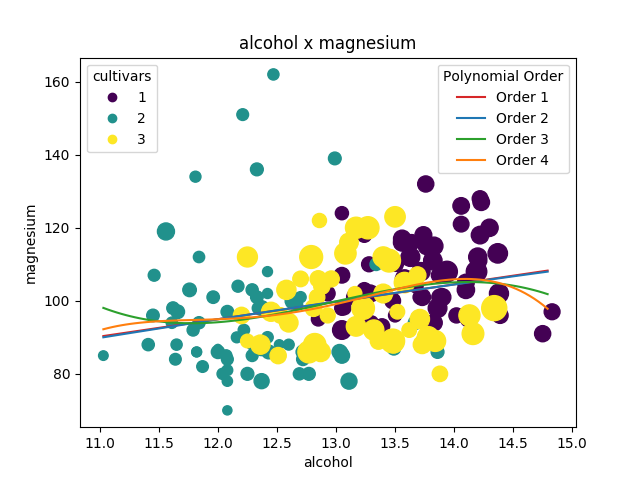 alcohol x magnesium
cultivars
1
2
3
Polynomial Order
Order 1
Order 2
Order 3
Order 4
magnesium
160
140
120
100
80
11.0 11.5 12.0 12.5 13.0 13.5 14.0 14.5 15.0
alcohol